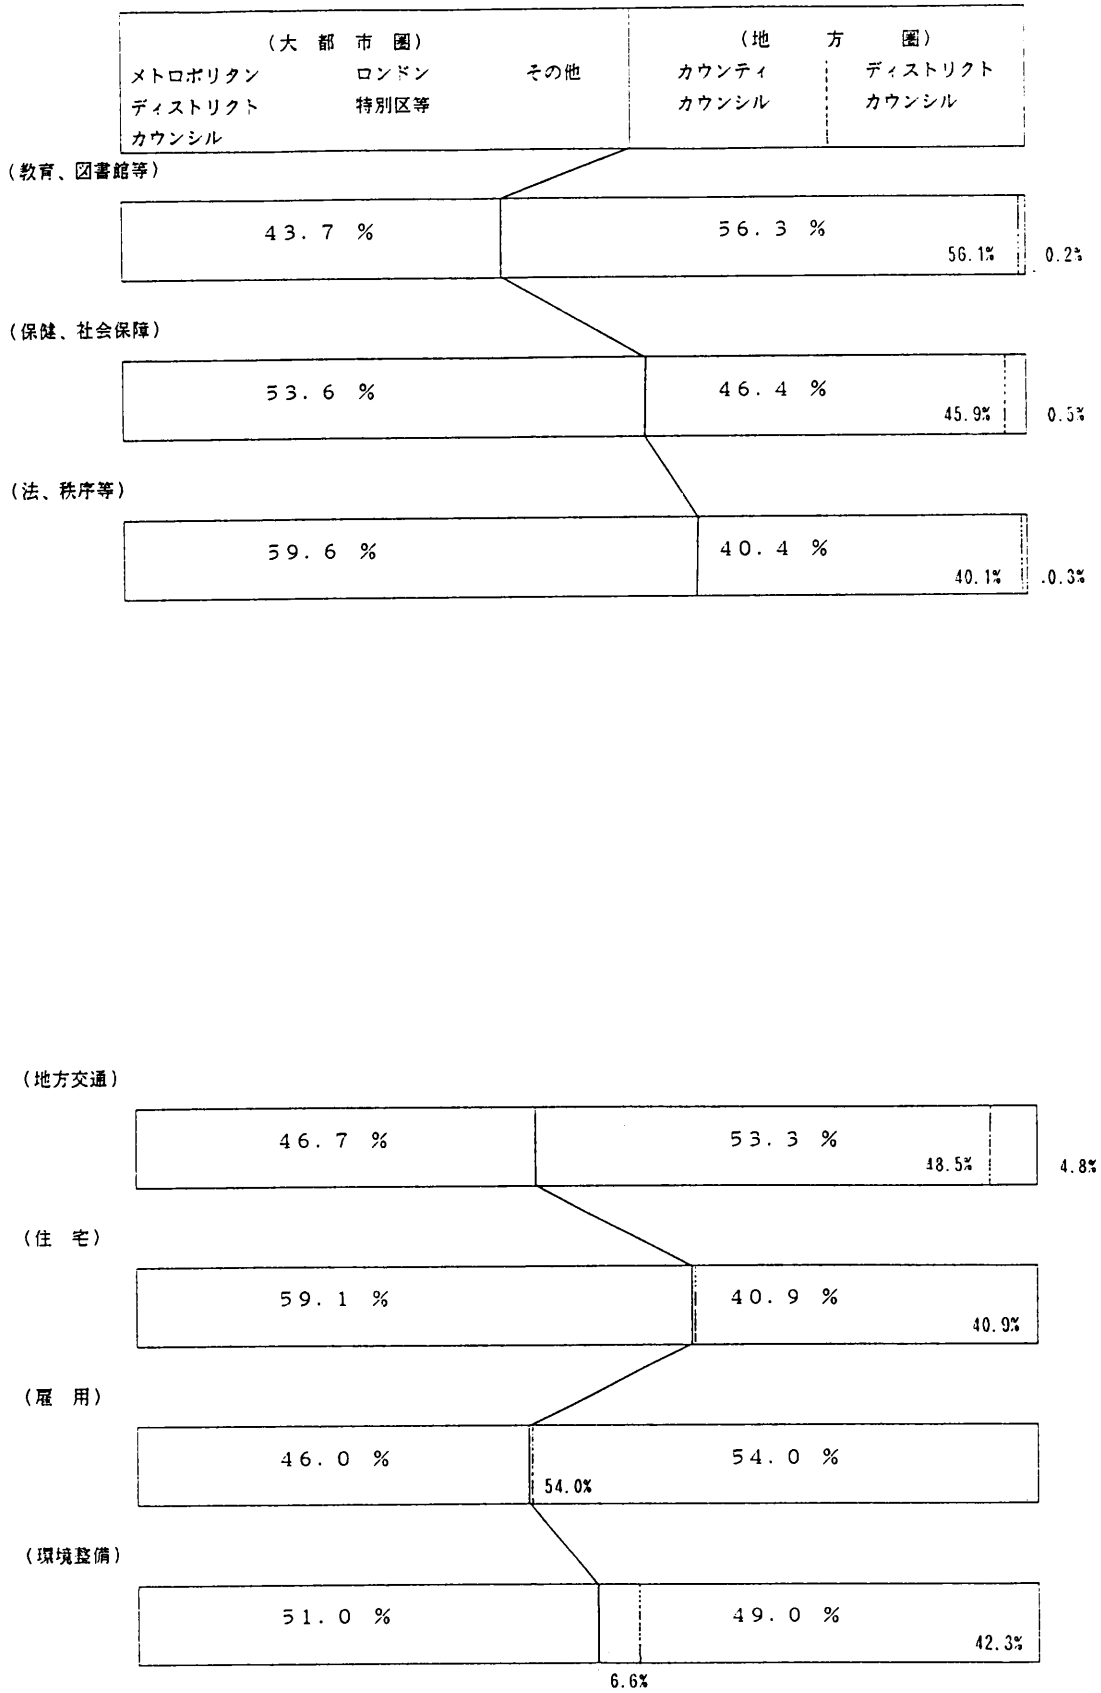 (大都市圏) (地方圏)
メトロポリタン ロンドン その他 カウンティ ディストリクト
ディストリクト 特別区等 カウンシル カウンシル
カウンシル
(教育、図書館等)
43.7 % 56.3 %
56.1% 0.2%
(保健、社会保障)
53.6 % 46.4 %
45.9% 0.5%
(法、秩序等)
59.6 % 40.4 %
40.1% 0.3%
(地方交通)
46.7 % 53.3 %
48.5% 4.8%
(住 宅)
59.1 % 40.9 %
40.9%
(雇 用)
46.0 % 54.0 %
54.0%
(環境整備)
51.0 % 49.0 %
42.3%
6.6%